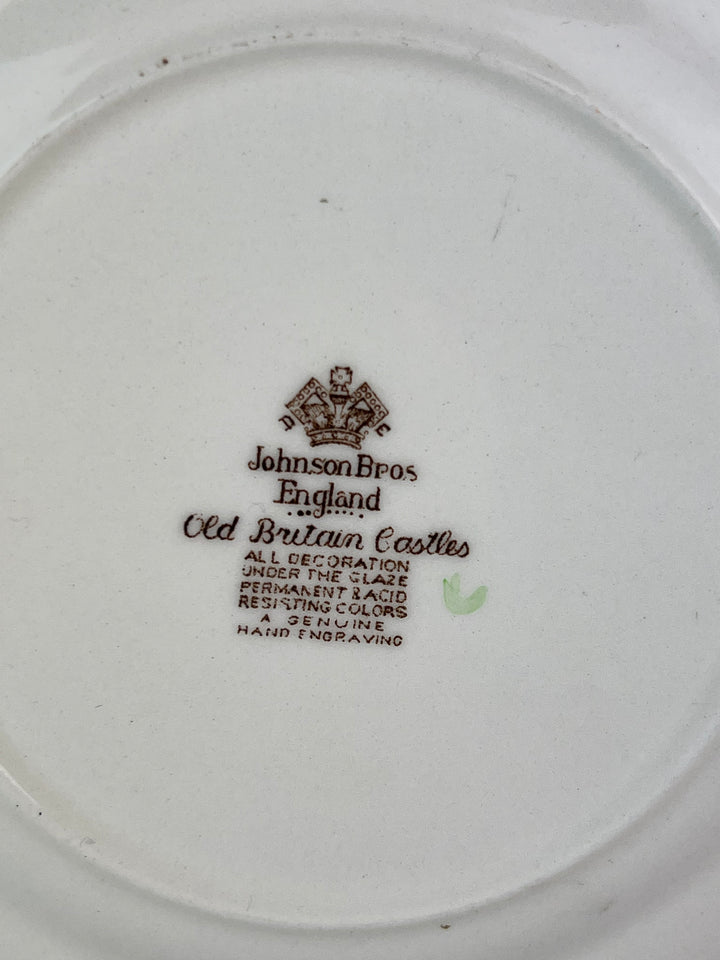 D E
Johnson Bros
England
Old Britain Castles
ALL DECORATION
UNDER THE GLAZE
PERMANENT & ACID
RESISTING COLORS
A GENUINE
HAND ENGRAVING